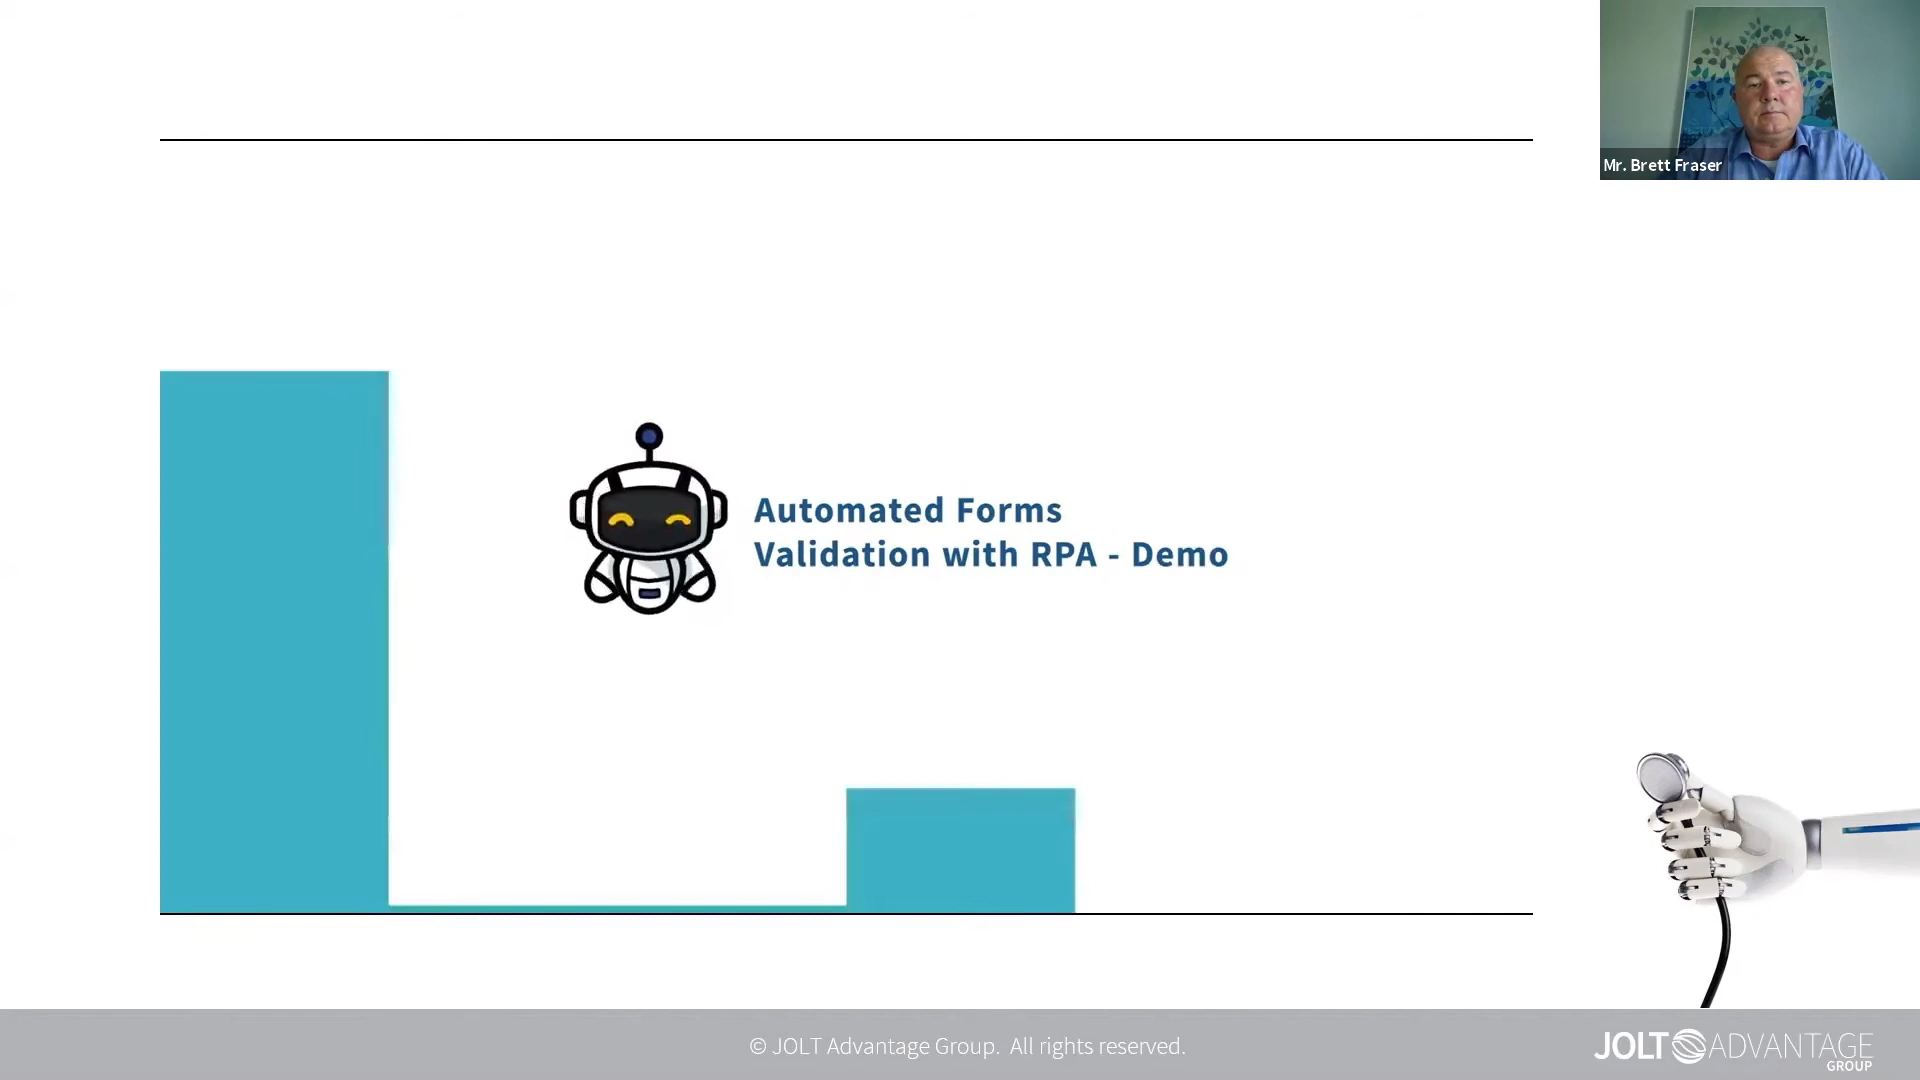 Mr. Brett Fraser
Automated Forms
Validation with RPA - Demo
© JOLT Advantage Group. All rights reserved.
JOLT ADVANTAGE
GROUP